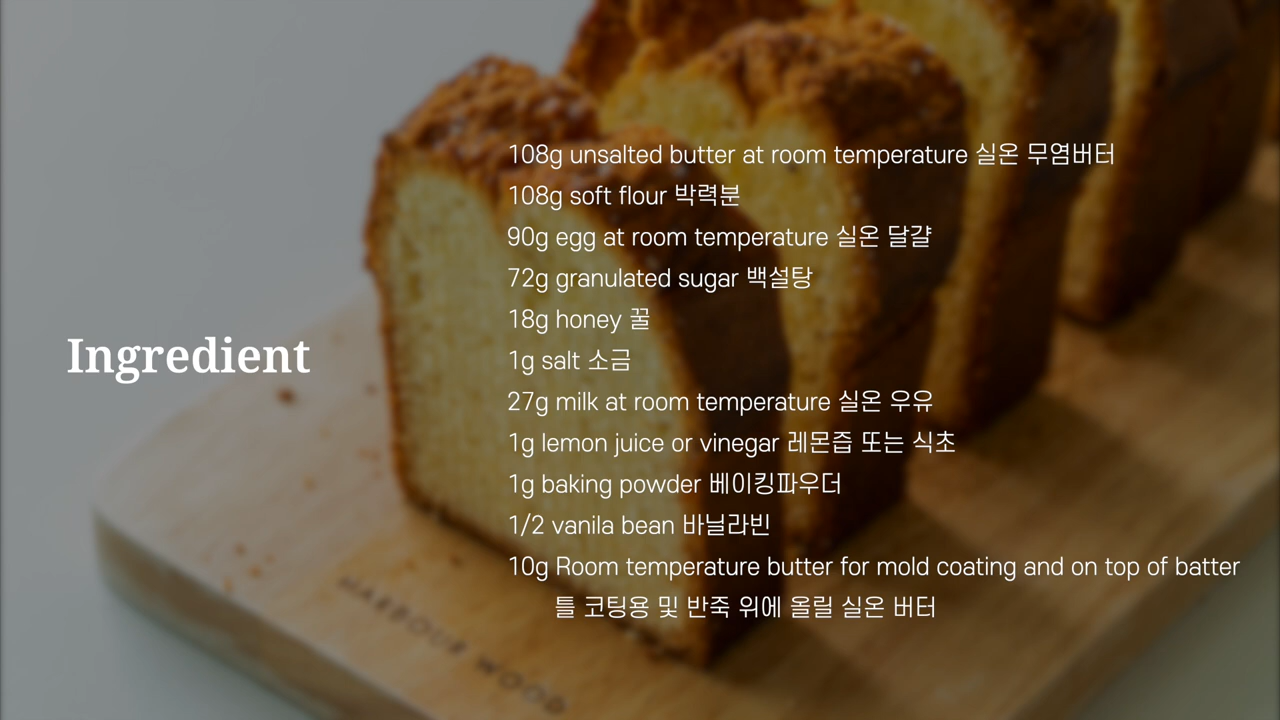 Ingredient
108g unsalted butter at room temperature 실온 무염버터
108g soft flour 박력분
90g egg at room temperature 실온 달걀
72g granulated sugar 백설탕
18g honey 꿀
1g salt 소금
27g milk at room temperature 실온 우유
1g lemon juice or vinegar 레몬즙 또는 식초
1g baking powder 베이킹파우더
1/2 vanila bean 바닐라빈
10g Room temperature butter for mold coating and on top of batter
틀 코팅용 및 반죽 위에 올릴 실온 버터
HARBOUR WOOD